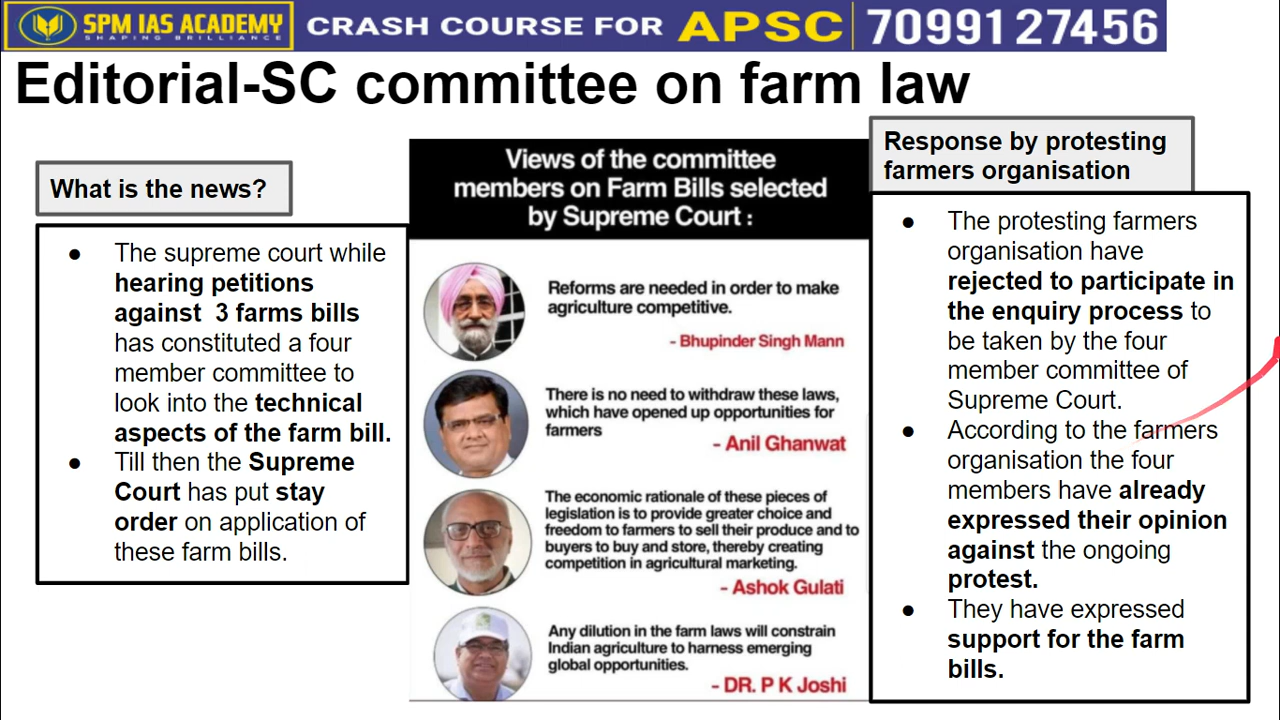 SPM IAS ACADEMY
SHAPING BRILLIANCE
CRASH COURSE FOR APSC 70991 27456
Editorial-SC committee on farm law
What is the news?
● The supreme court while
hearing petitions
against 3 farms bills
has constituted a four
member committee to
look into the technical
aspects of the farm bill.
● Till then the Supreme
Court has put stay
order on application of
these farm bills.
Views of the committee
members on Farm Bills selected
by Supreme Court :
Reforms are needed in order to make
agriculture competitive.
- Bhupinder Singh Mann
There is no need to withdraw these laws,
which have opened up opportunities for
farmers
- Anil Ghanwat
The economic rationale of these pieces of
legislation is to provide greater choice and
freedom to farmers to sell their produce and to
buyers to buy and store, thereby creating
competition in agricultural marketing.
- Ashok Gulati
Any dilution in the farm laws will constrain
Indian agriculture to harness emerging
global opportunities.
- DR. P K Joshi
Response by protesting
farmers organisation
● The protesting farmers
organisation have
rejected to participate in
the enquiry process to
be taken by the four
member committee of
Supreme Court.
● According to the farmers
organisation the four
members have already
expressed their opinion
against the ongoing
protest.
● They have expressed
support for the farm
bills.